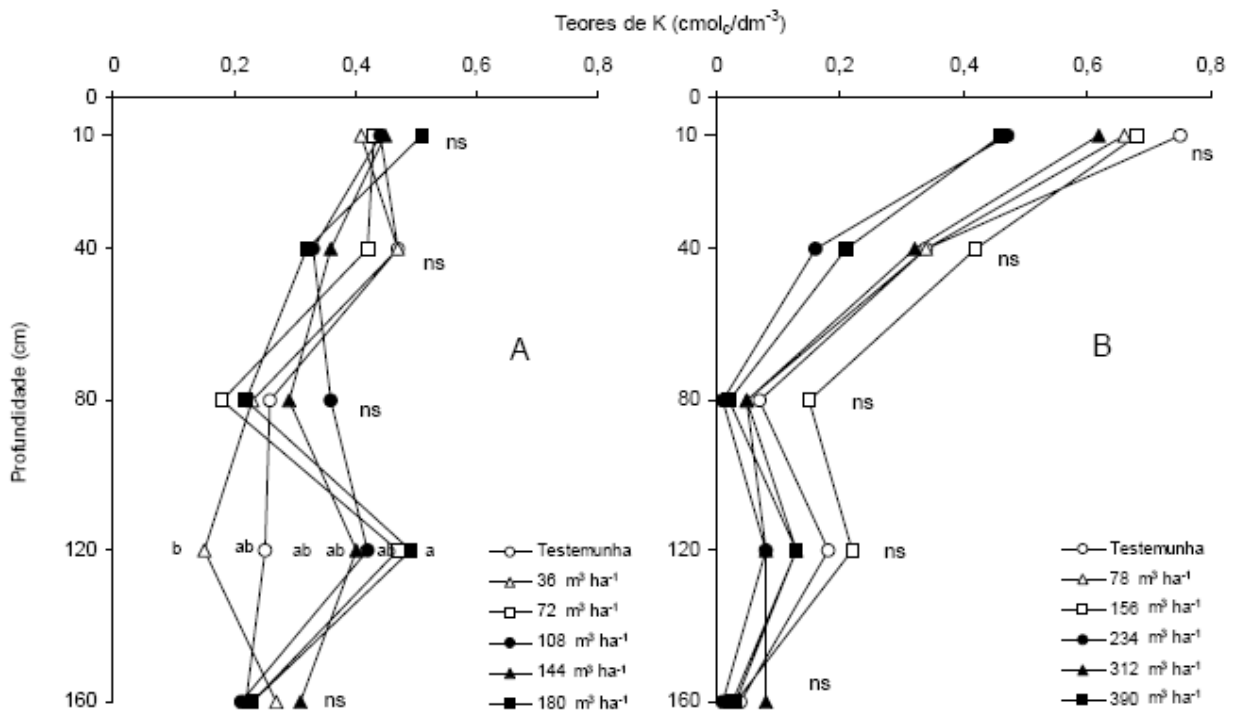 Teores de K (cmolc/dm⁻³)
0 0,2 0,4 0,6 0,8
0 0,2 0,4 0,6 0,8
Profundidade (cm)
0
10
40
80
120
160
ns
ns
A
ns
b ab ab ab ab a
ns
Testemunha
36 m³ ha⁻¹
72 m³ ha⁻¹
108 m³ ha⁻¹
144 m³ ha⁻¹
180 m³ ha⁻¹
0
10
40
80
120
160
ns
ns
B
ns
ns
ns
Testemunha
78 m³ ha⁻¹
156 m³ ha⁻¹
234 m³ ha⁻¹
312 m³ ha⁻¹
390 m³ ha⁻¹